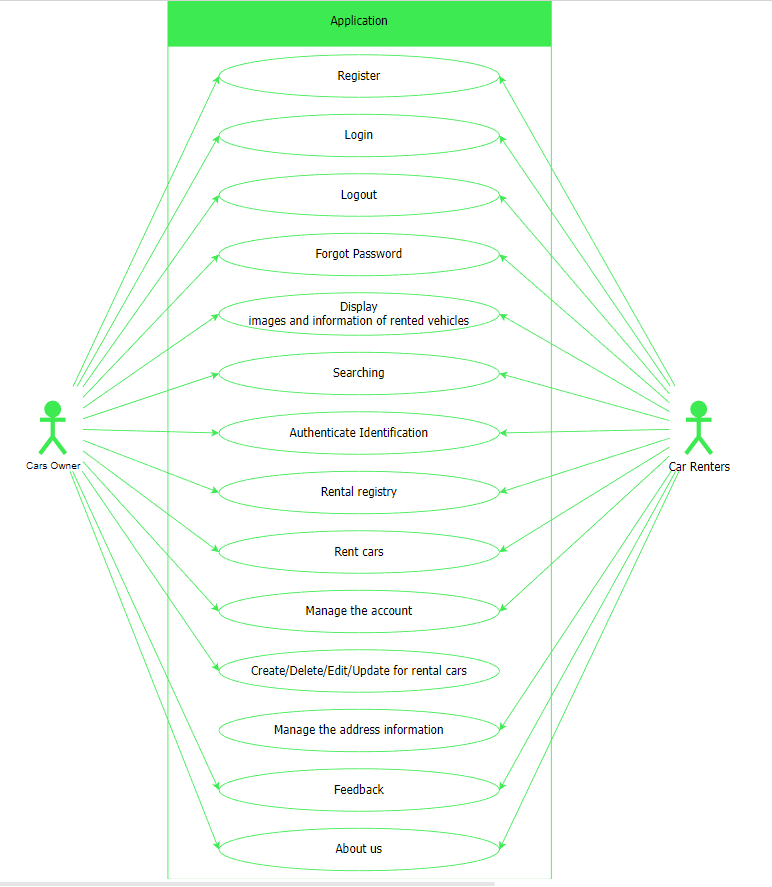 Application
Register
Login
Logout
Forgot Password
Display
images and information of rented vehicles
Searching
Authenticate Identification
Cars Owner
Car Renters
Rental registry
Rent cars
Manage the account
Create/Delete/Edit/Update for rental cars
Manage the address information
Feedback
About us